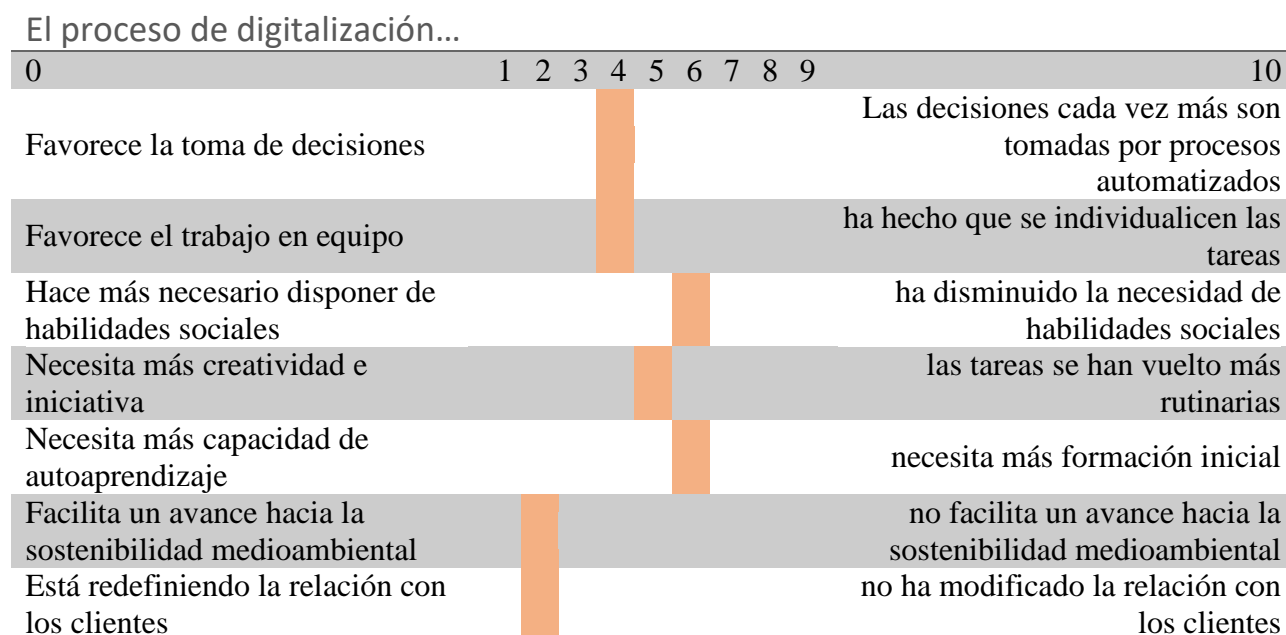 El proceso de digitalización...
0 1 2 3 4 5 6 7 8 9 10
Favorece la toma de decisiones
Las decisiones cada vez más son
tomadas por procesos
automatizados
Favorece el trabajo en equipo
ha hecho que se individualicen las
tareas
Hace más necesario disponer de
habilidades sociales
ha disminuido la necesidad de
habilidades sociales
Necesita más creatividad e
iniciativa
las tareas se han vuelto más
rutinarias
Necesita más capacidad de
autoaprendizaje
necesita más formación inicial
Facilita un avance hacia la
sostenibilidad medioambiental
no facilita un avance hacia la
sostenibilidad medioambiental
Está redefiniendo la relación con
los clientes
no ha modificado la relación con
los clientes